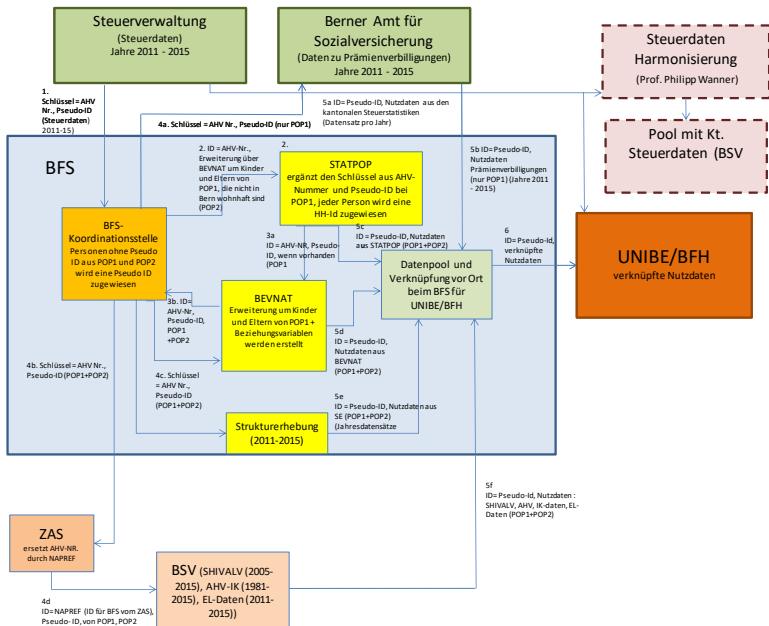 Steuerverwaltung
(Steuerdaten)
Jahre 2011 - 2015
Berner Amt für
Sozialversicherung
(Daten zu Prämienverbilligungen)
Jahre 2011 - 2015
Steuerdaten
Harmonisierung
(Prof. Philipp Wanner)
Pool mit Kt.
Steuerdaten (BSV
1.
Schlüssel = AHV
Nr., Pseudo-ID
(Steuerdaten)
2011-15
4a. Schlüssel = AHV Nr., Pseudo-ID (nur POP1)
5a ID= Pseudo-ID, Nutzdaten aus den
kantonalen Steuerstatistiken
(Datensatz pro Jahr)
BFS
2. ID = AHV-Nr.,
Erweiterung über
BEVNAT um Kinder
und Eltern von
POP1, die nicht in
Bern wohnhaft sind
(POP2)
2.
STATPOP
ergänzt den Schlüssel aus AHV-
Nummer und Pseudo-ID bei
POP1, jeder Person wird eine
HH-Id zugewiesen
5b ID=Pseudo-ID,
Nutzdaten
Prämienverbilligungen
(nur POP1) (Jahre 2011
- 2015)
BFS-
Koordinationsstelle
Personen ohne Pseudo
ID aus POP1 und POP2
wird eine Pseudo ID
zugewiesen
3a
ID = AHV-NR, Pseudo-
ID, wenn vorhanden
(POP1
5c
ID = Pseudo-ID, Nutzdaten
aus STATPOP (POP1+POP2)
6
ID=Pseudo-Id,
verknüpfte
Nutzdaten
UNIBE/BFH
verknüpfte Nutzdaten
Datenpool und
Verknüpfung vor Ort
beim BFS für
UNIBE/BFH
3b. ID=
AHV-Nr,
Pseudo-ID,
POP1
+POP2
BEVNAT
Erweiterung um Kinder
und Eltern von POP1 +
Beziehungsvariablen
werden erstellt
5d
ID = Pseudo-ID,
Nutzdaten aus
BEVNAT
(POP1+POP2)
4b. Schlüssel = AHV Nr.,
Pseudo-ID (POP1+POP2)
4c. Schlüssel
= AHV Nr.,
Pseudo-ID
(POP1+POP2)
5e
ID = Pseudo-ID, Nutzdaten aus
SE (POP1+POP2)
(Jahresdatensätze
Strukturerhebung
(2011-2015)
5f
ID= Pseudo-Id, Nutzdaten :
SHIVALV, AHV, IK-daten, EL-
Daten (POP1+POP2)
ZAS
ersetzt AHV-NR.
durch NAPREF
BSV (SHIVALV (2005-
2015), AHV-IK (1981-
2015), EL-Daten (2011-
2015))
4d
ID= NAPREF (ID für BFS vom ZAS),
Pseudo- ID, von POP1, POP2